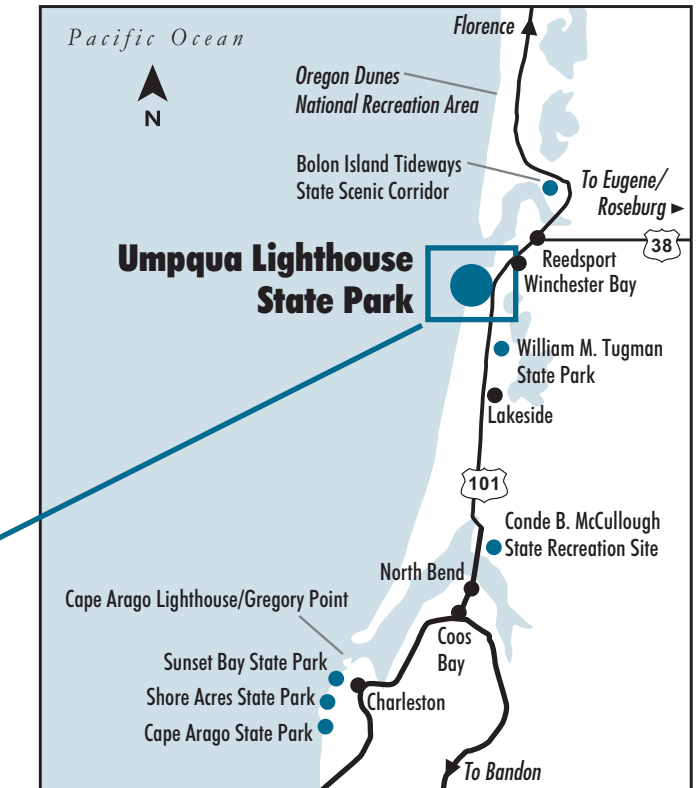 Pacific Ocean
N
Florence
Oregon Dunes
National Recreation Area
Bolon Island Tideways
State Scenic Corridor
To Eugene/
Roseburg
38
Umpqua Lighthouse
State Park
Reedsport
Winchester Bay
William M. Tugman
State Park
Lakeside
101
Conde B. McCullough
State Recreation Site
North Bend
Cape Arago Lighthouse/Gregory Point
Coos
Bay
Sunset Bay State Park
Shore Acres State Park
Charleston
Cape Arago State Park
To Bandon